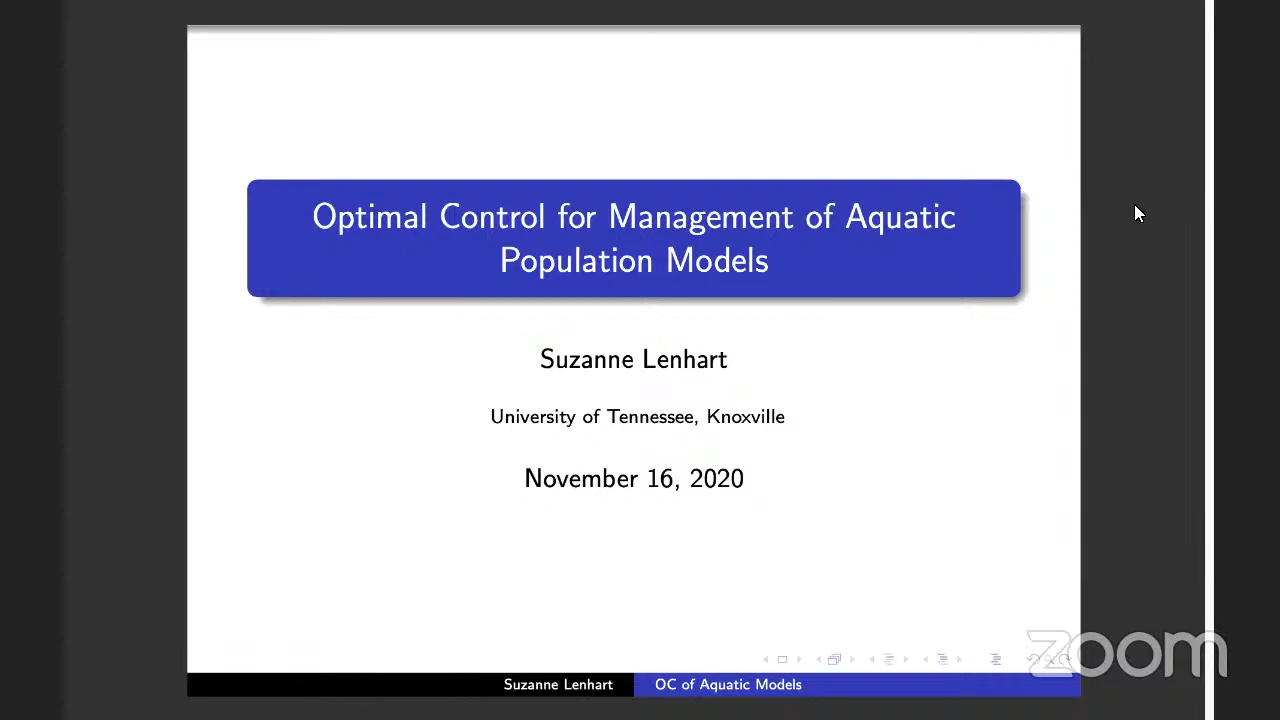 Optimal Control for Management of Aquatic
Population Models
Suzanne Lenhart
University of Tennessee, Knoxville
November 16, 2020
Suzanne Lenhart
OC of Aquatic Models
zoom